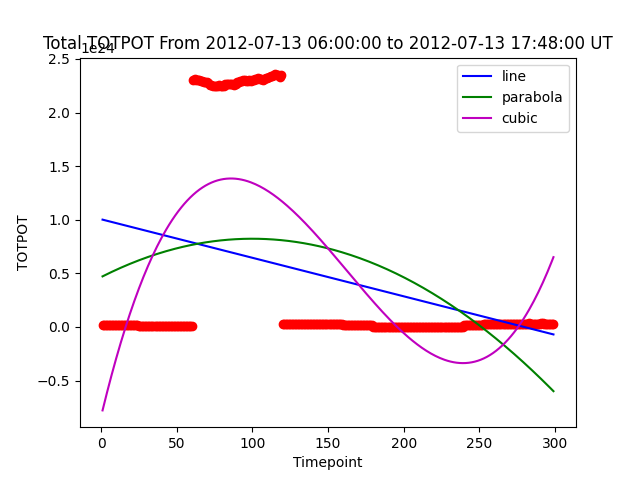 Total TOTPOT From 2012-07-13 06:00:00 to 2012-07-13 17:48:00 UT
1e24
2.5
2.0
1.5
1.0
0.5
0.0
−0.5
TOTPOT
line
parabola
cubic
0 50 100 150 200 250 300
Timepoint